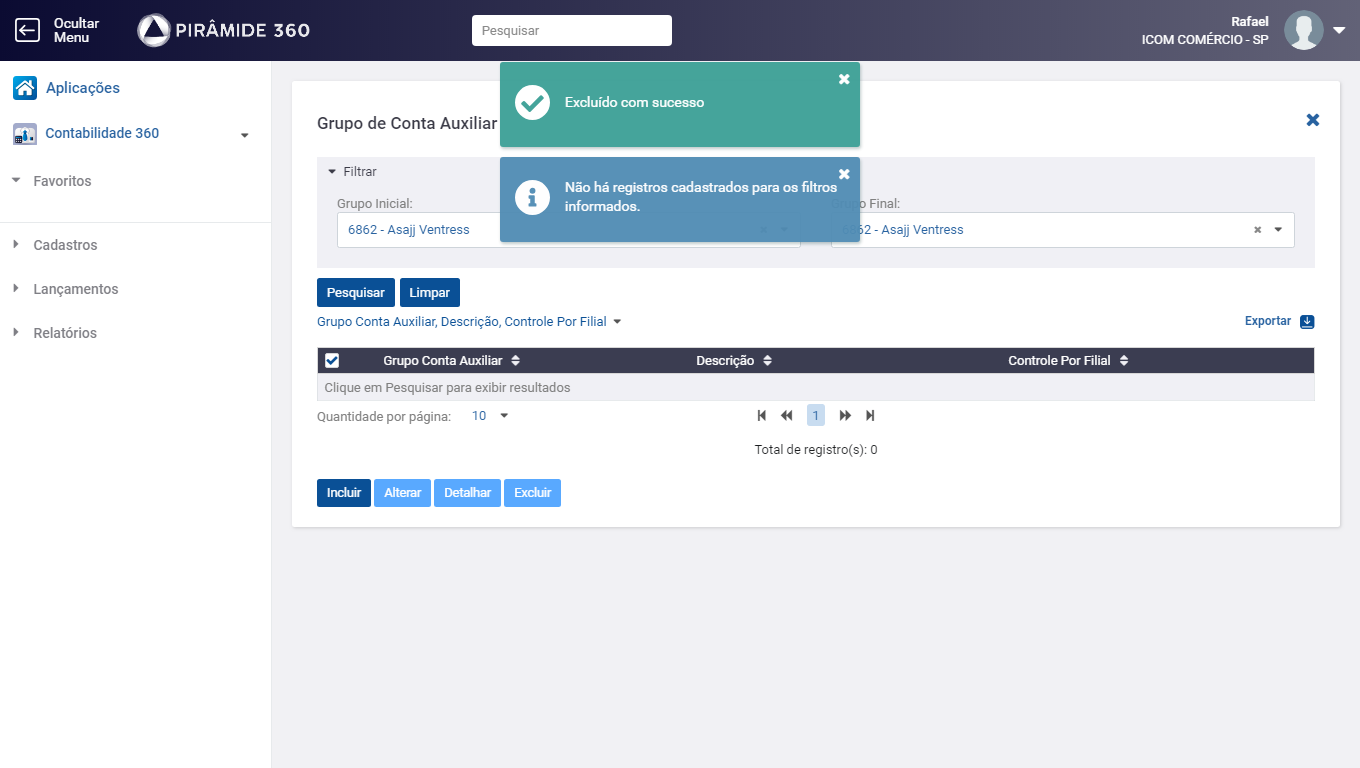 Ocultar
Menu
PIRÂMIDE 360
Pesquisar
Rafael
ICOM COMÉRCIO - SP
Aplicações
Contabilidade 360
Favoritos
Cadastros
Lançamentos
Relatórios
Excluído com sucesso
Não há registros cadastrados para os filtros
informados.
Grupo de Conta Auxiliar
Filtrar
Grupo Inicial:
Grupo Final:
6862 - Asajj Ventress
6862 - Asajj Ventress
Pesquisar Limpar
Grupo Conta Auxiliar, Descrição, Controle Por Filial
Exportar
Grupo Conta Auxiliar Descrição Controle Por Filial
Clique em Pesquisar para exibir resultados
Quantidade por página: 10
1
Total de registro(s): 0
Incluir Alterar Detalhar Excluir